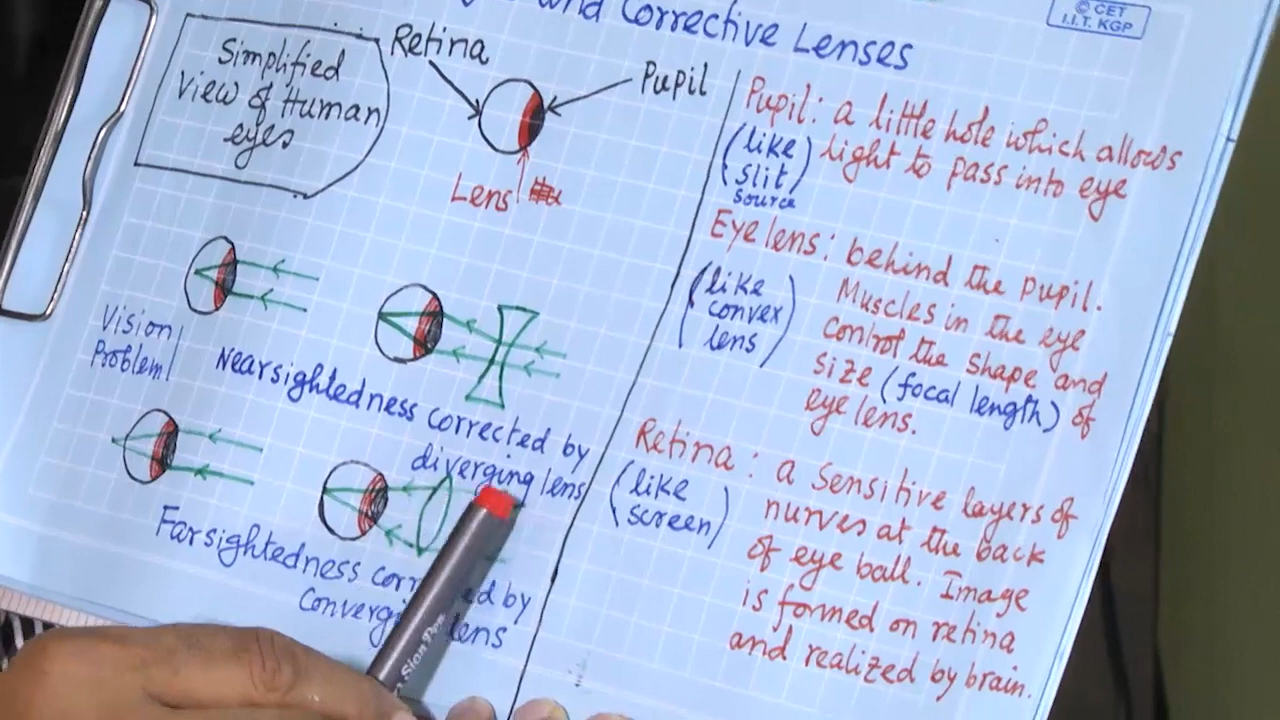 and Corrective Lenses
© CET
I.I.T. KGP
Simplified
View of Human
eyes
Retina
Pupil
Lens
Vision
Problem
Nearsightedness corrected by
diverging lens
Farsightedness by
lens
Pupil: a little hole which allows
(like slit source) light to pass into eye
Eye lens: behind the pupil.
(like convex lens) Muscles in the eye
control the shape and
size (focal length) of
eye lens.
Retina: a Sensitive layers of
(like screen) nurves at the back
of eye ball. Image
is formed on retina
and realized by brain.